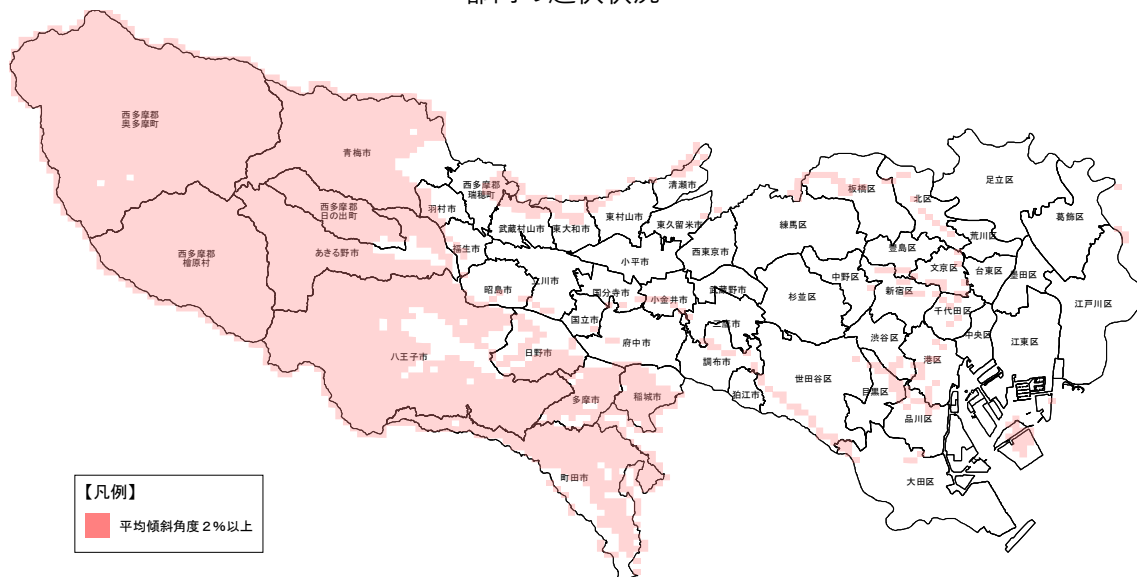 西多摩郡
奥多摩町
青梅市
西多摩郡
瑞穂町
羽村市
西多摩郡
日の出町
あきる野市
西多摩郡
檜原村
福生市
武蔵村山市
東大和市
東村山市
清瀬市
東久留米市
小平市
西東京市
昭島市
立川市
国分寺市
小金井市
武蔵野市
三鷹市
国立市
府中市
調布市
狛江市
八王子市
日野市
多摩市
稲城市
町田市
板橋区
北区
足立区
葛飾区
練馬区
豊島区
荒川区
文京区
台東区
墨田区
中野区
杉並区
新宿区
千代田区
江戸川区
渋谷区
港区
中央区
江東区
世田谷区
目黒区
品川区
大田区
【凡例】
平均傾斜角度2%以上